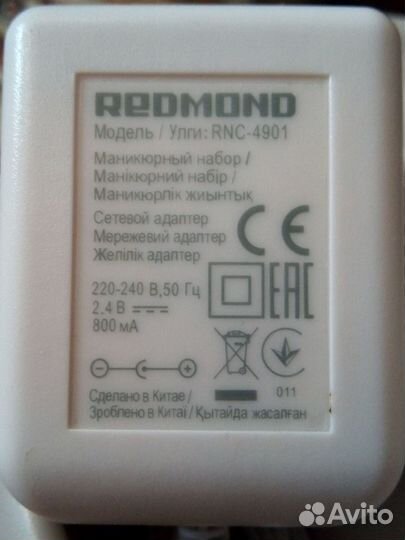 REDMOND
Модель / Улгі: RNC-4901
Маникюрный набор /
Манікюрний набір /
Маникюрлік жиынтық
Сетевой адаптер
Мережевий адаптер
Желілік адаптер
CE
220-240 В,50 Гц
2.4 В
800 мА
EAC
011
Сделано в Китае /
Зроблено в Китаї / Қытайда жасалған
Avito